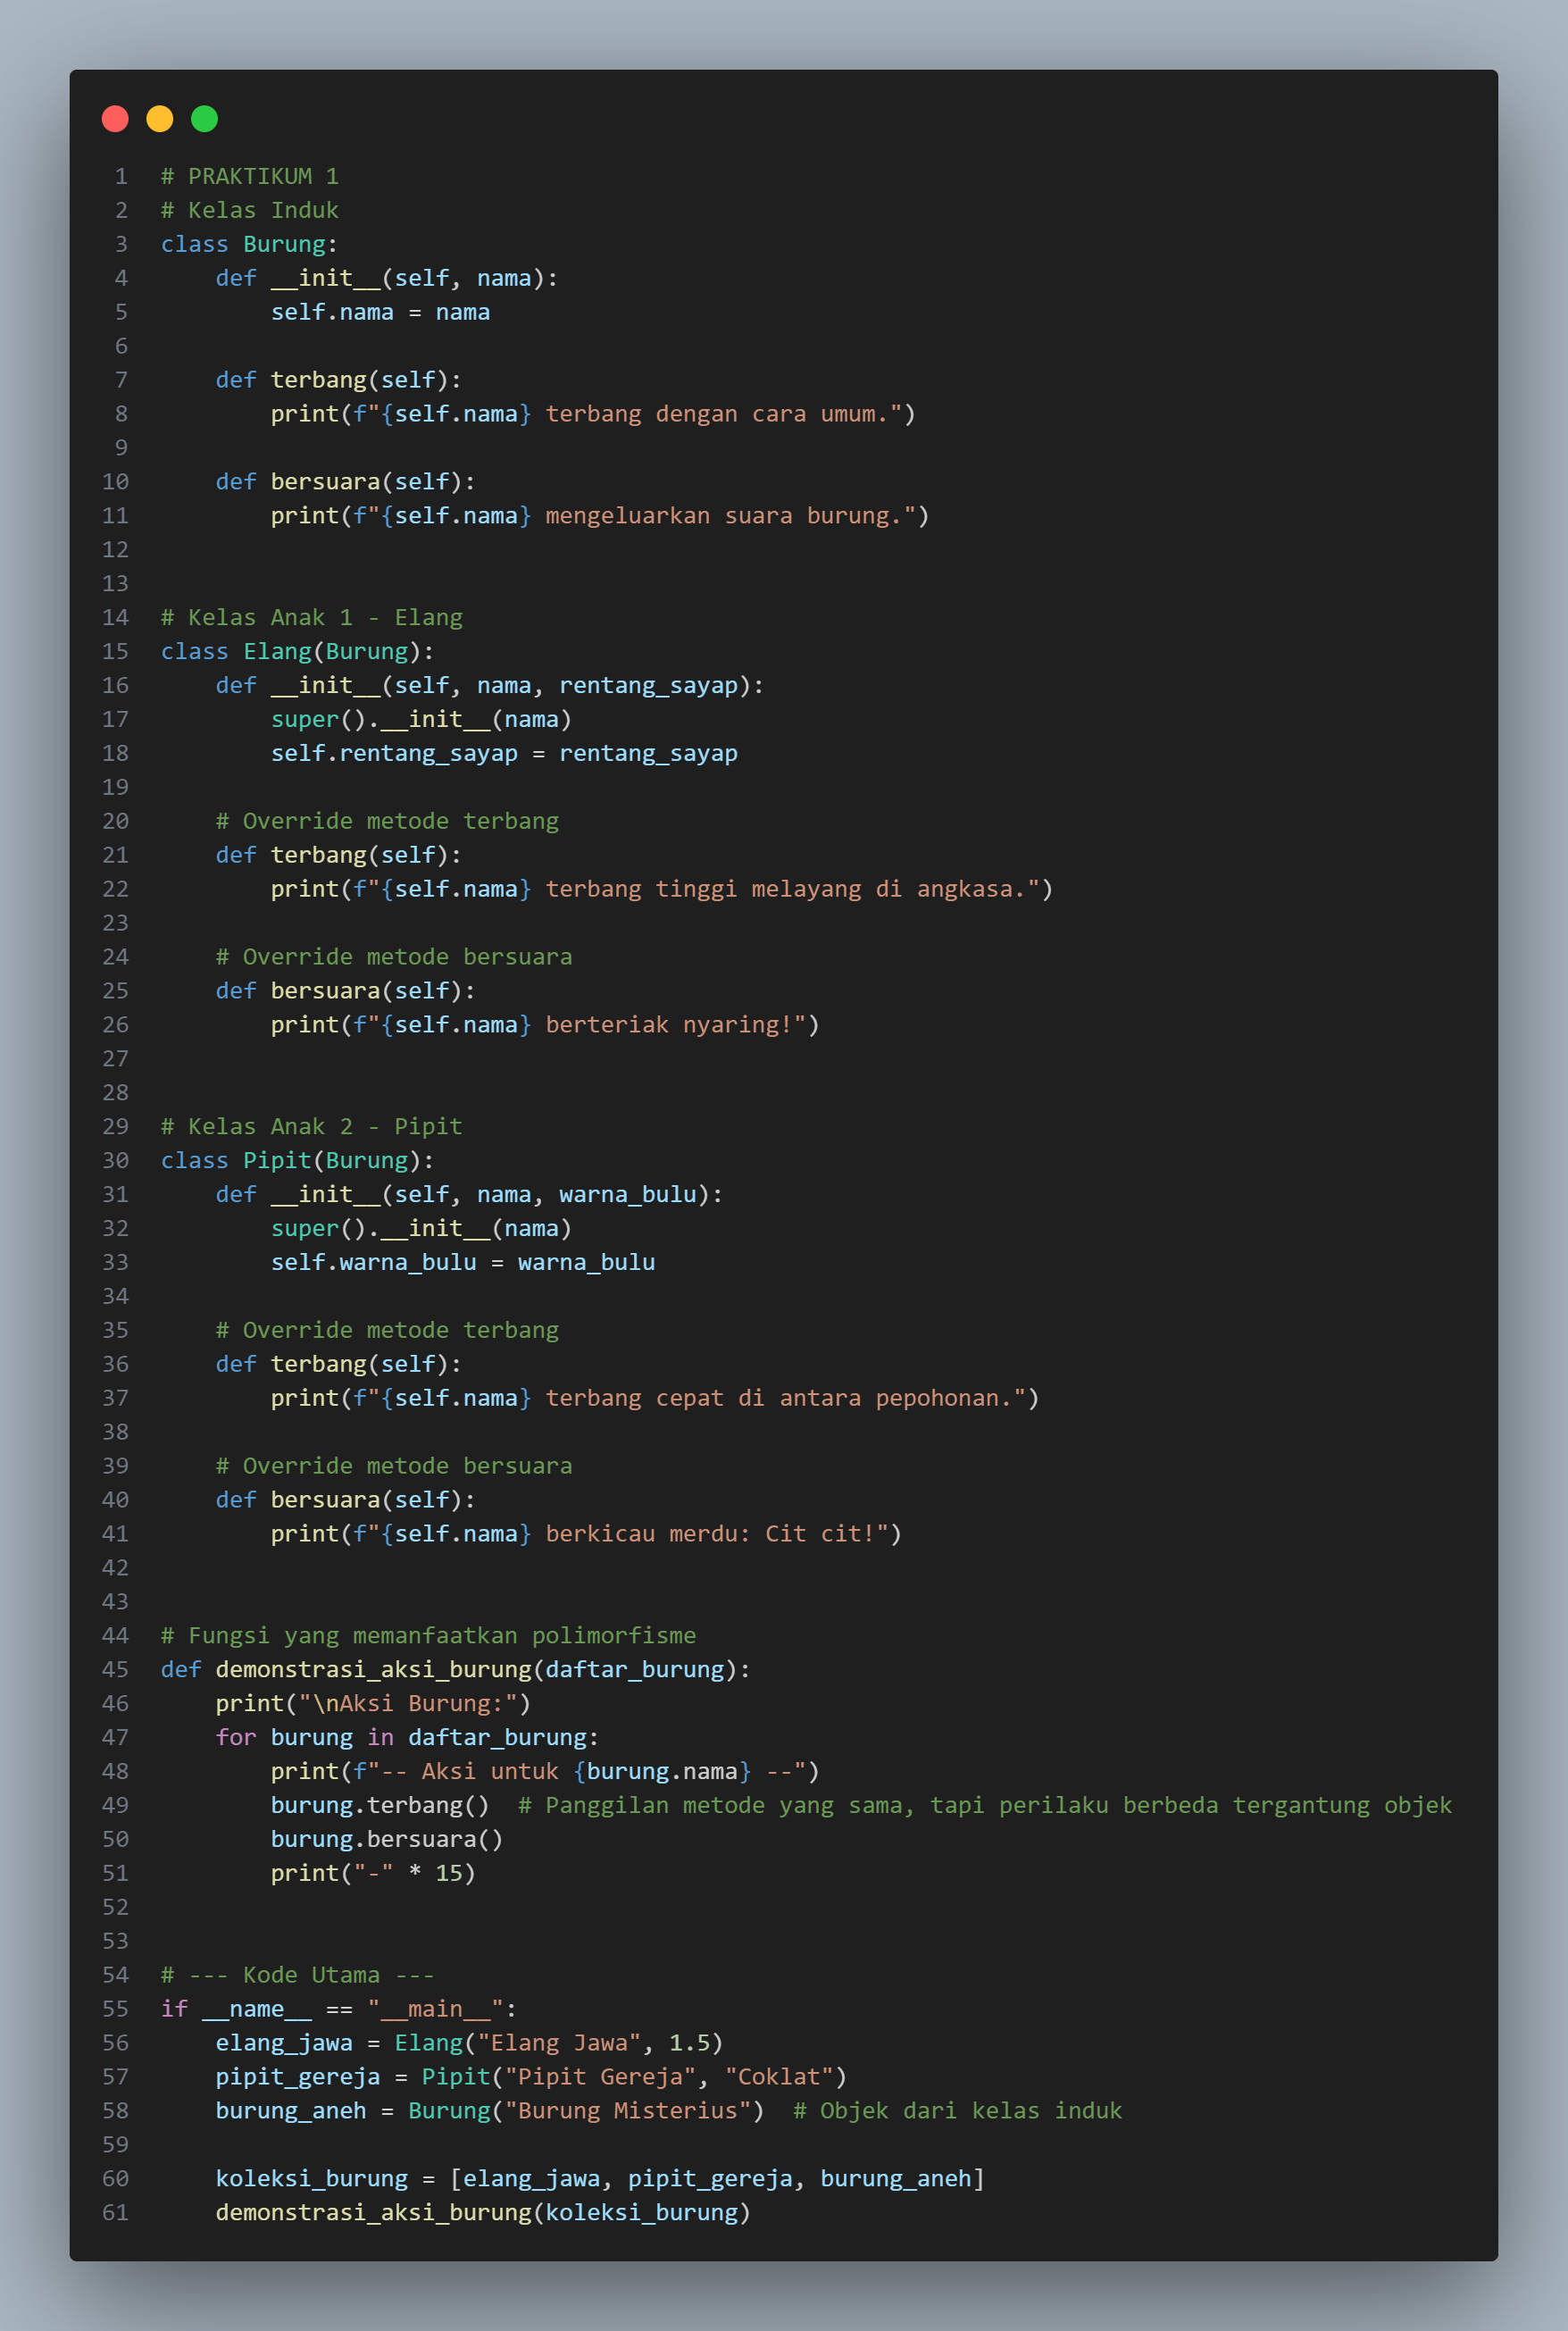 1 # PRAKTIKUM 1
2 # Kelas Induk
3 class Burung:
4     def __init__(self, nama):
5         self.nama = nama
6
7     def terbang(self):
8         print(f"{self.nama} terbang dengan cara umum.")
9
10     def bersuara(self):
11         print(f"{self.nama} mengeluarkan suara burung.")
12
13
14 # Kelas Anak 1 - Elang
15 class Elang(Burung):
16     def __init__(self, nama, rentang_sayap):
17         super().__init__(nama)
18         self.rentang_sayap = rentang_sayap
19
20     # Override metode terbang
21     def terbang(self):
22         print(f"{self.nama} terbang tinggi melayang di angkasa.")
23
24     # Override metode bersuara
25     def bersuara(self):
26         print(f"{self.nama} berteriak nyaring!")
27
28
29 # Kelas Anak 2 - Pipit
30 class Pipit(Burung):
31     def __init__(self, nama, warna_bulu):
32         super().__init__(nama)
33         self.warna_bulu = warna_bulu
34
35     # Override metode terbang
36     def terbang(self):
37         print(f"{self.nama} terbang cepat di antara pepohonan.")
38
39     # Override metode bersuara
40     def bersuara(self):
41         print(f"{self.nama} berkicau merdu: Cit cit!")
42
43
44 # Fungsi yang memanfaatkan polimorfisme
45 def demonstrasi_aksi_burung(daftar_burung):
46     print("\nAksi Burung:")
47     for burung in daftar_burung:
48         print(f"-- Aksi untuk {burung.nama} --")
49         burung.terbang()  # Panggilan metode yang sama, tapi perilaku berbeda tergantung objek
50         burung.bersuara()
51         print("-" * 15)
52
53
54 # --- Kode Utama ---
55 if __name__ == "__main__":
56     elang_jawa = Elang("Elang Jawa", 1.5)
57     pipit_gereja = Pipit("Pipit Gereja", "Coklat")
58     burung_aneh = Burung("Burung Misterius")  # Objek dari kelas induk
59
60     koleksi_burung = [elang_jawa, pipit_gereja, burung_aneh]
61     demonstrasi_aksi_burung(koleksi_burung)